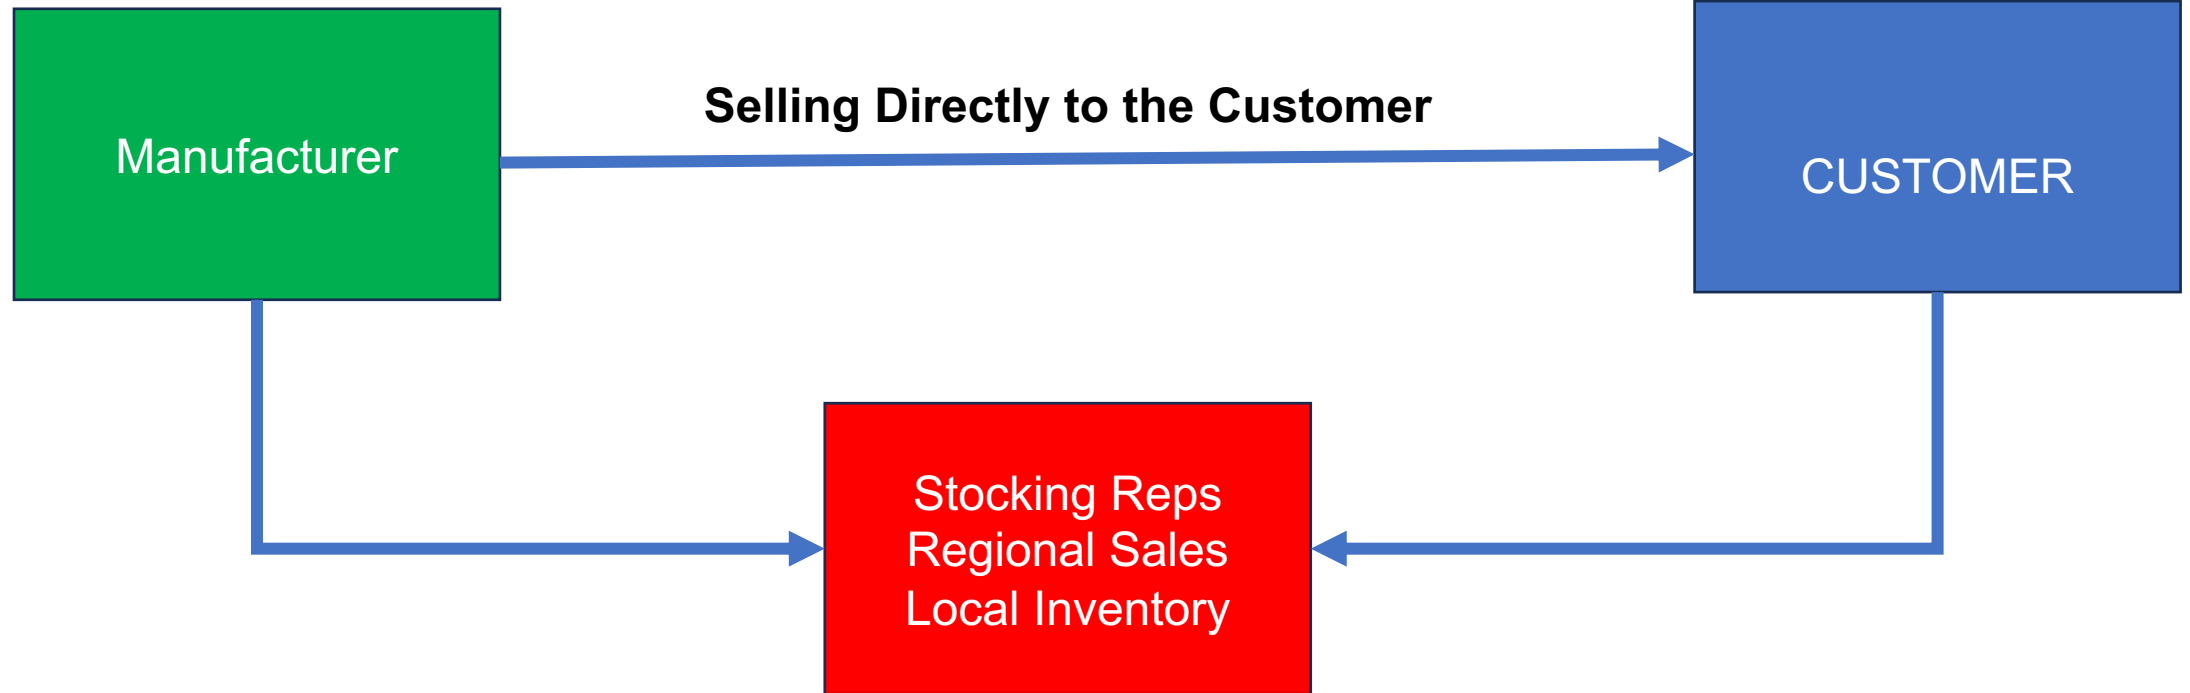 Manufacturer
Selling Directly to the Customer
CUSTOMER
Stocking Reps
Regional Sales
Local Inventory